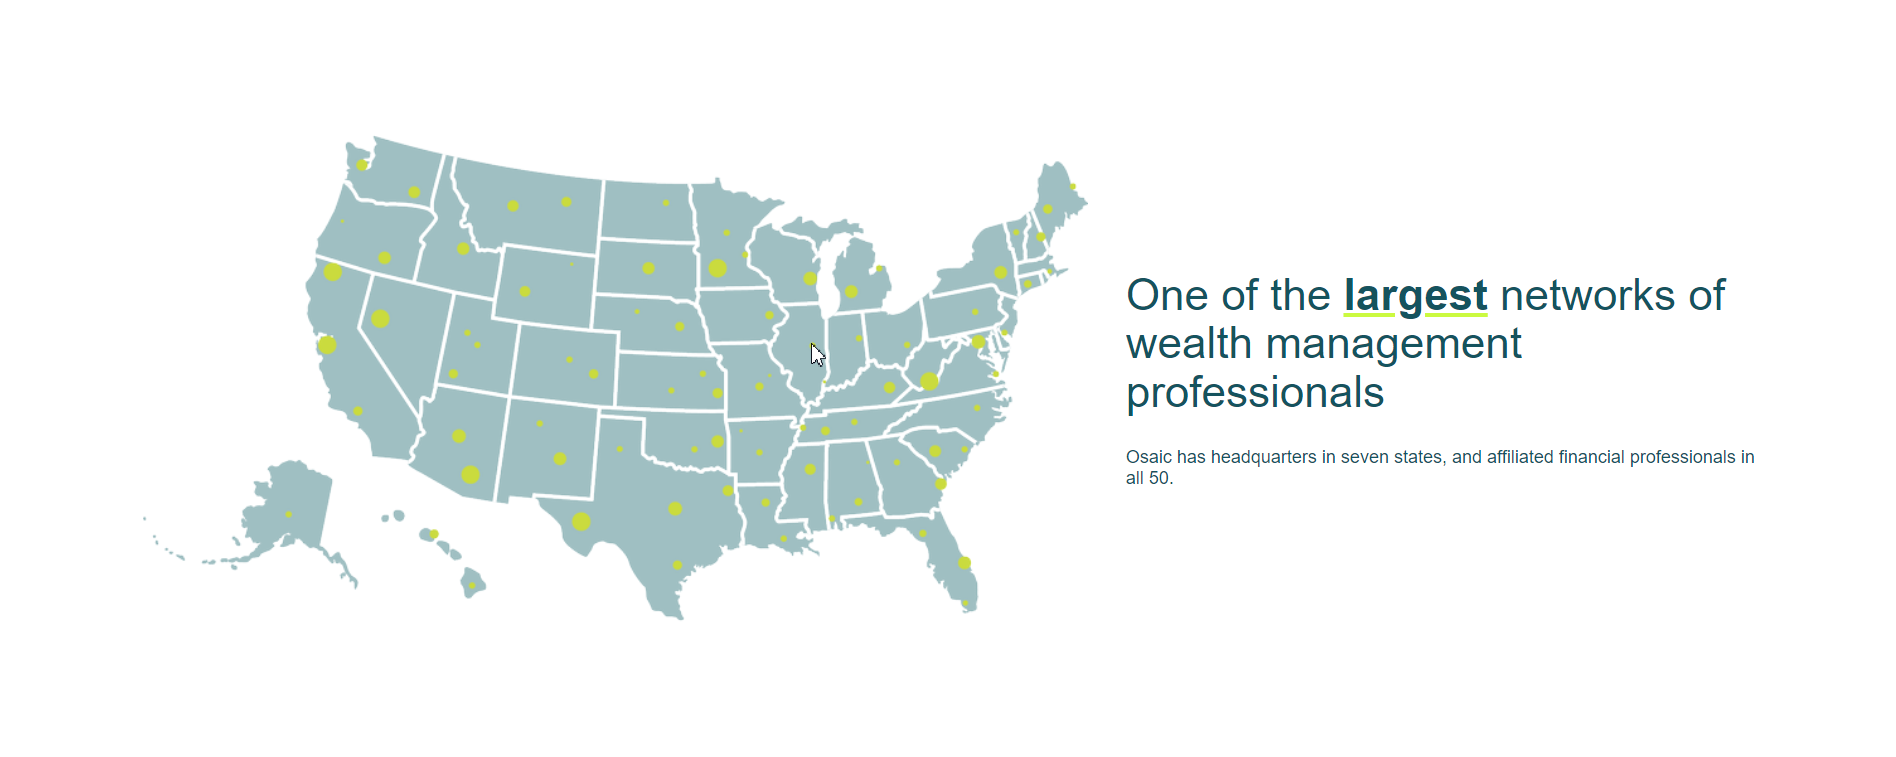 One of the largest networks of
wealth management
professionals
Osaic has headquarters in seven states, and affiliated financial professionals in
all 50.